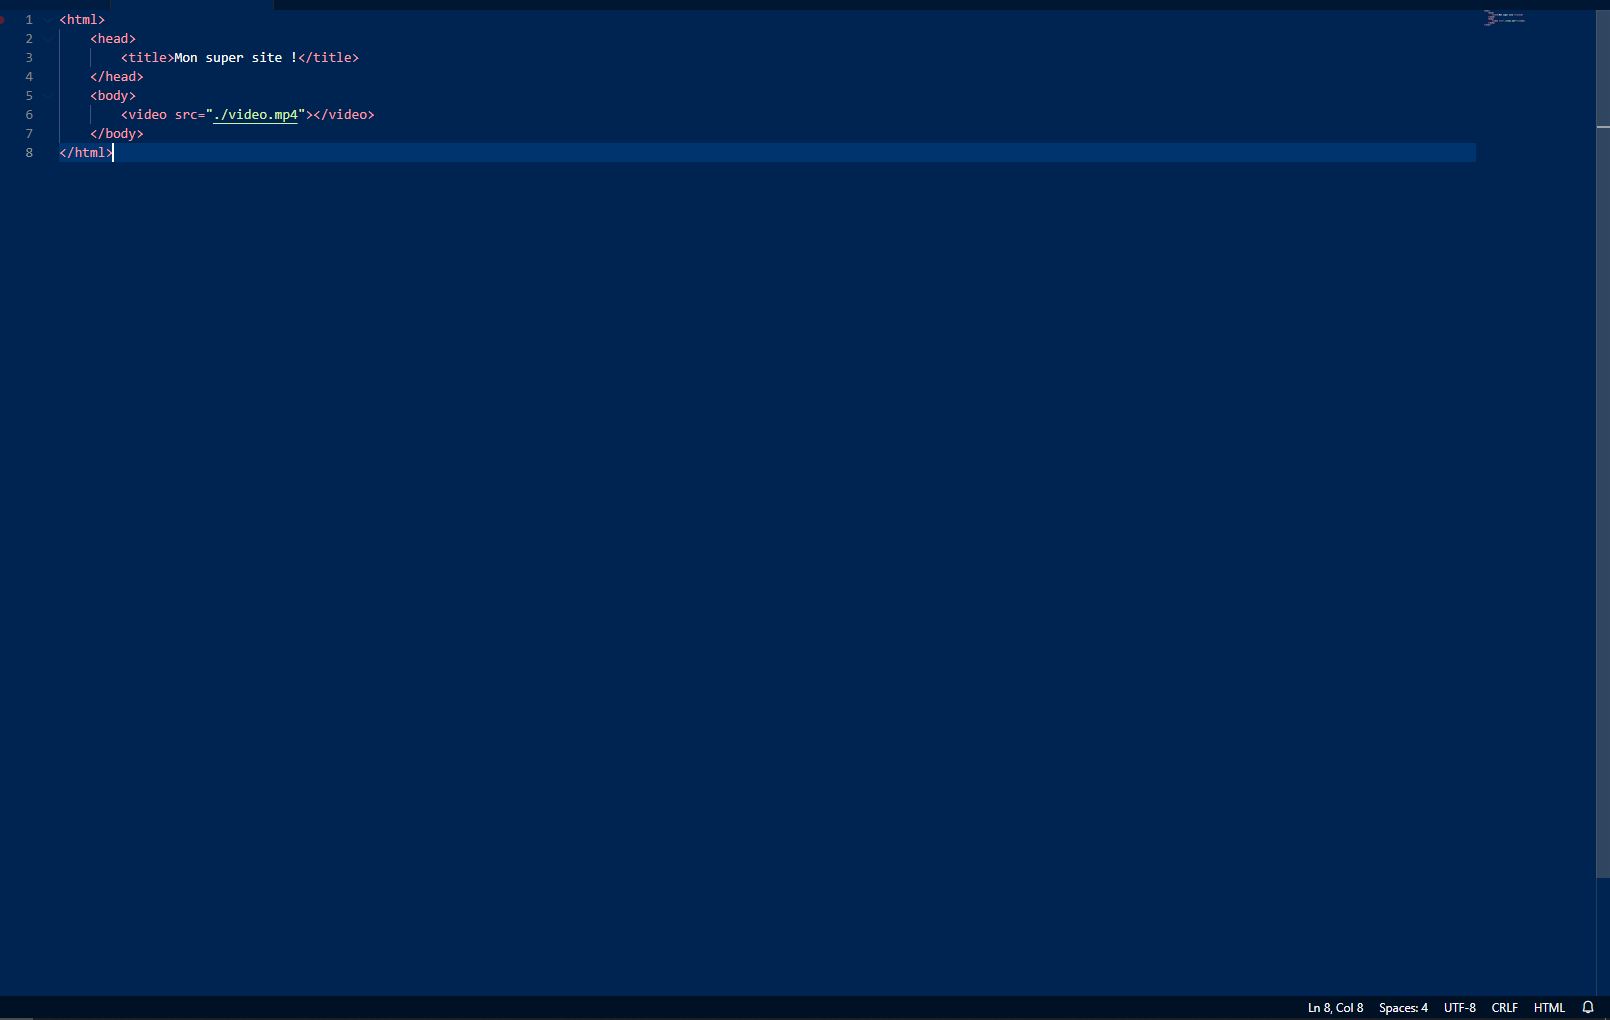 1 <html>
2     <head>
3         <title>Mon super site !</title>
4     </head>
5     <body>
6         <video src="./video.mp4"></video>
7     </body>
8 </html>
Ln 8, Col 8 Spaces: 4 UTF-8 CRLF HTML